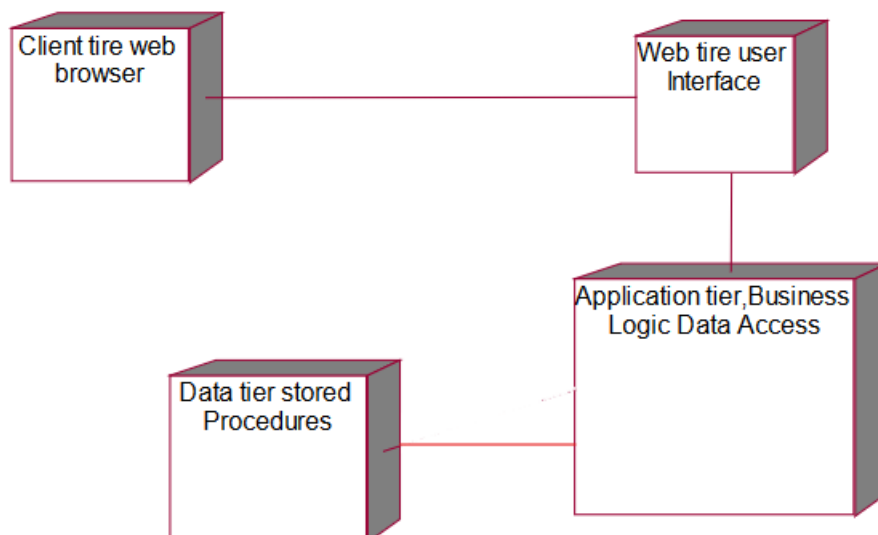 Client tire web
browser
Web tire user
Interface
Application tier,Business
Logic Data Access
Data tier stored
Procedures